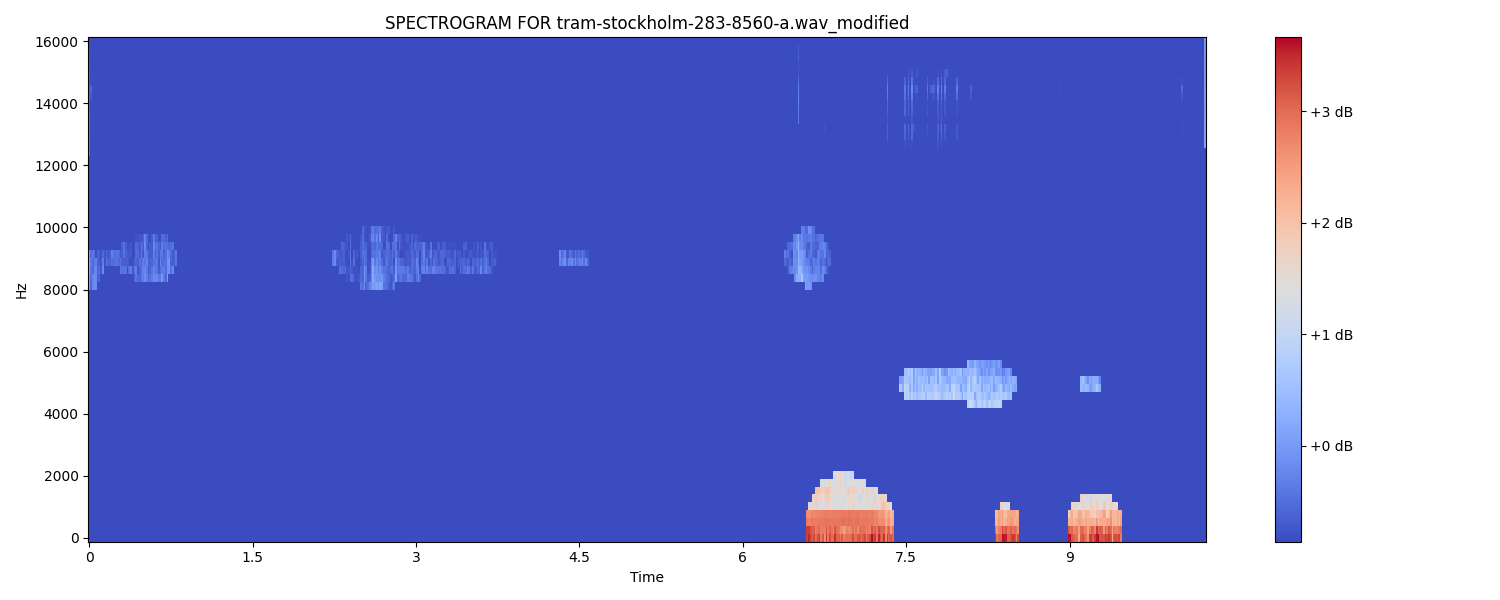 SPECTROGRAM FOR tram-stockholm-283-8560-a.wav_modified
16000
14000
12000
10000
8000
6000
4000
2000
0
Hz
0 1.5 3 4.5 6 7.5 9
Time
+3 dB
+2 dB
+1 dB
+0 dB